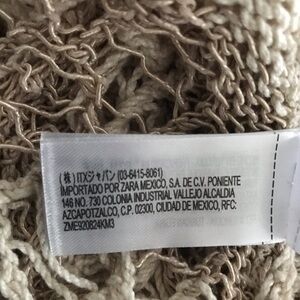 (株) ITXジャパン (03-6415-8061)
IMPORTADO POR ZARA MEXICO, S.A. DE C.V. PONIENTE
146 NO. 730 COLONIA INDUSTRIAL VALLEJO ALCALDIA
AZCAPOTZALCO, C.P. 02300, CIUDAD DE MEXICO, RFC:
ZME920824KM3